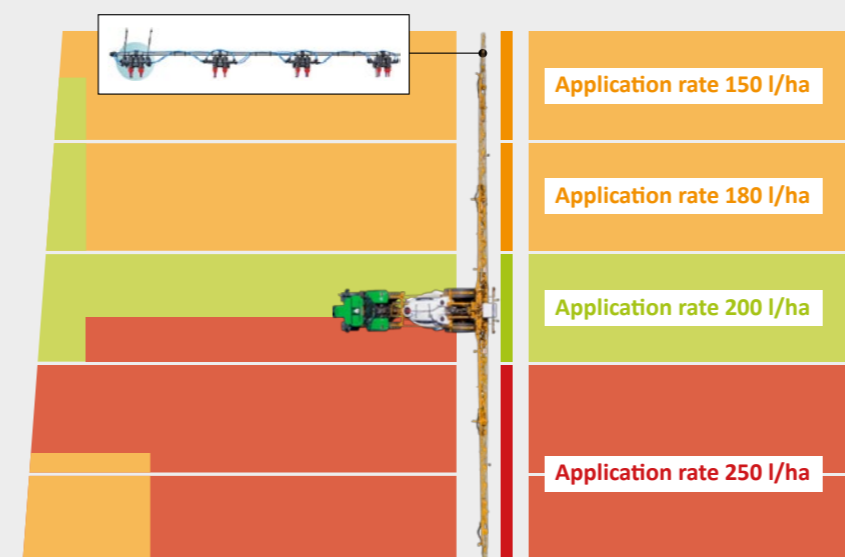 Application rate 150 l/ha
Application rate 180 l/ha
Application rate 200 l/ha
Application rate 250 l/ha